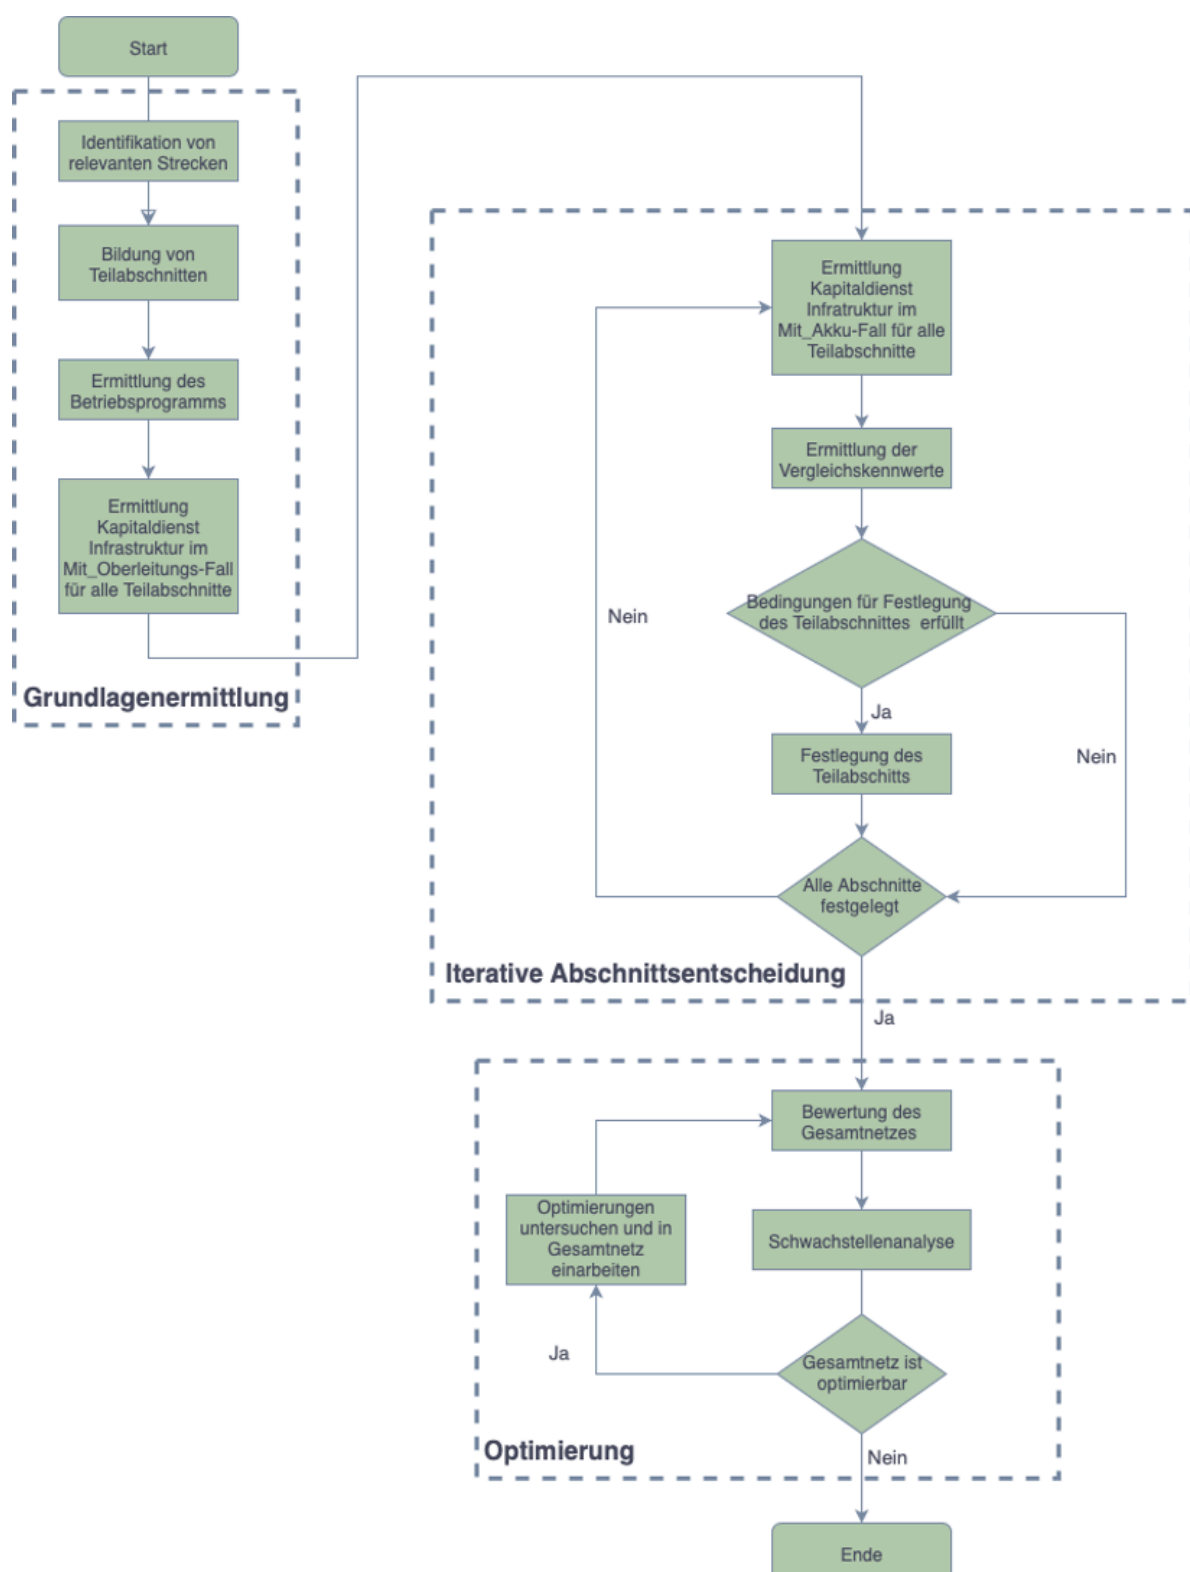 Start
Identifikation von
relevanten Strecken
Bildung von
Teilabschnitten
Ermittlung des
Betriebsprogramms
Ermittlung
Kapitaldienst
Infrastruktur im
Mit_Oberleitungs-Fall
für alle Teilabschnitte
Grundlagenermittlung
Ermittlung
Kapitaldienst
Infratruktur im
Mit_Akku-Fall für alle
Teilabschnitte
Ermittlung der
Vergleichskennwerte
Bedingungen für Festlegung
des Teilabschnittes erfüllt
Nein
Ja
Festlegung des
Teilabschitts
Nein
Alle Abschnitte
festgelegt
Iterative Abschnittsentscheidung
Ja
Bewertung des
Gesamtnetzes
Optimierungen
untersuchen und in
Gesamtnetz
einarbeiten
Schwachstellenanalyse
Ja
Gesamtnetz ist
optimierbar
Optimierung
Nein
Ende